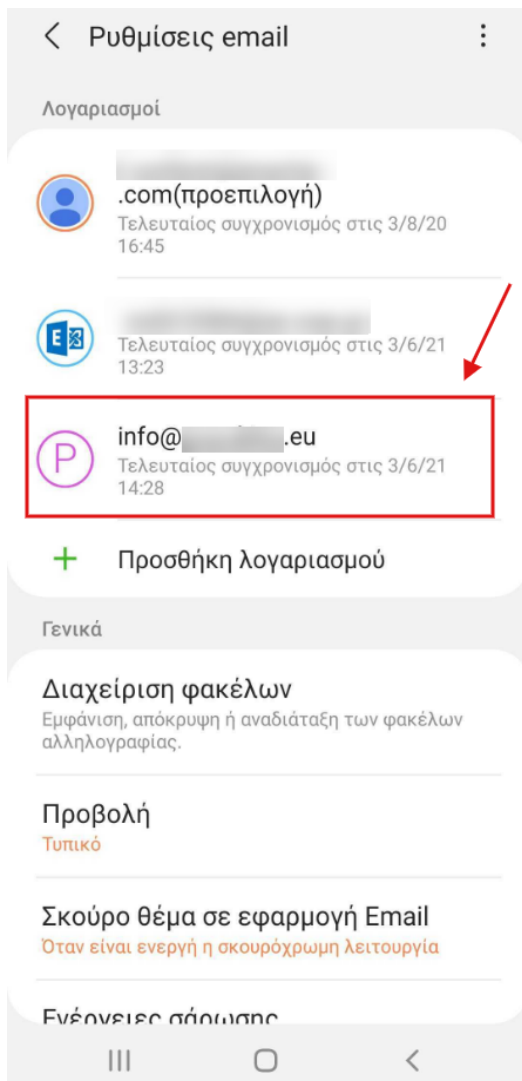 Ρυθμίσεις email
Λογαριασμοί
.com(προεπιλογή)
Τελευταίος συγχρονισμός στις 3/8/20
16:45
Τελευταίος συγχρονισμός στις 3/6/21
13:23
P
info@ .eu
Τελευταίος συγχρονισμός στις 3/6/21
14:28
+ Προσθήκη λογαριασμού
Γενικά
Διαχείριση φακέλων
Εμφάνιση, απόκρυψη ή αναδιάταξη των φακέλων
αλληλογραφίας.
Προβολή
Τυπικό
Σκούρο θέμα σε εφαρμογή Email
Όταν είναι ενεργή η σκουρόχρωμη λειτουργία
Ενέργειες σάρωσης